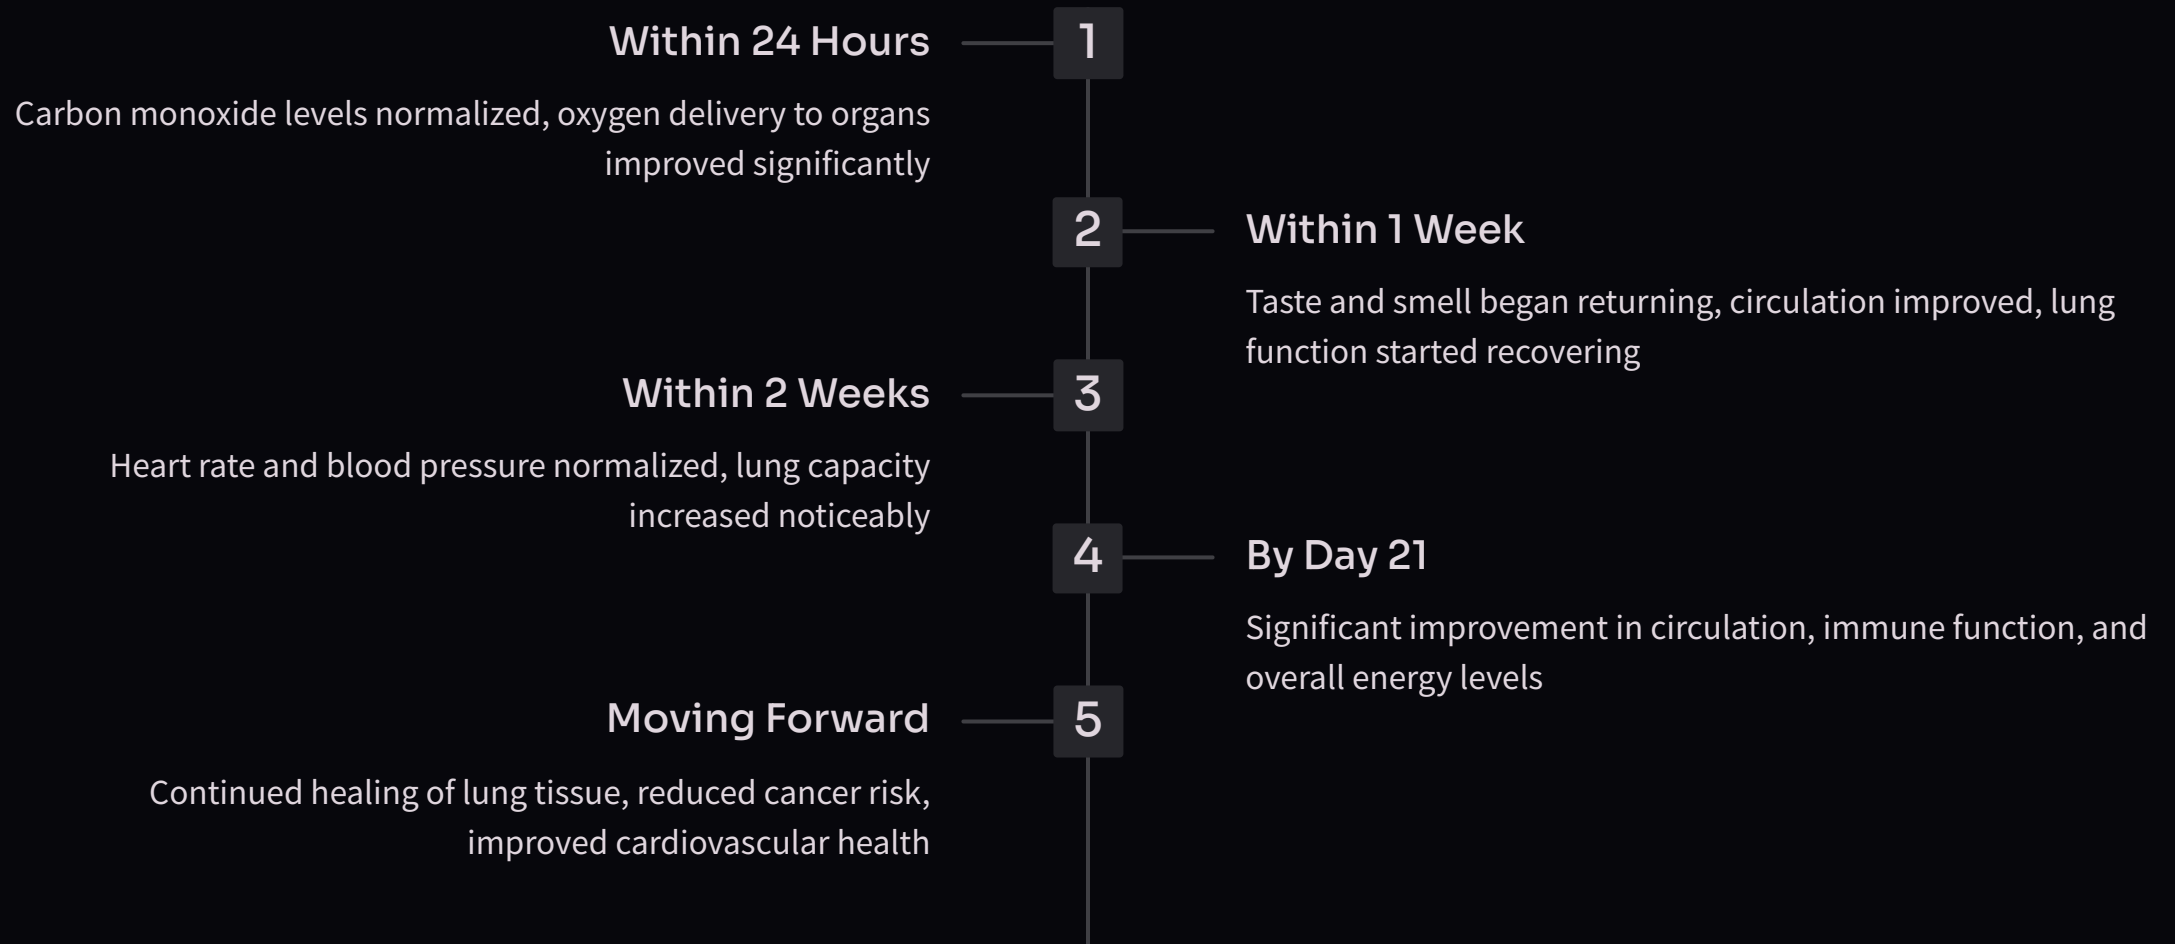 Within 24 Hours
1
Carbon monoxide levels normalized, oxygen delivery to organs
improved significantly
2
Within 1 Week
Taste and smell began returning, circulation improved, lung
function started recovering
Within 2 Weeks
3
Heart rate and blood pressure normalized, lung capacity
increased noticeably
4
By Day 21
Significant improvement in circulation, immune function, and
overall energy levels
Moving Forward
5
Continued healing of lung tissue, reduced cancer risk,
improved cardiovascular health